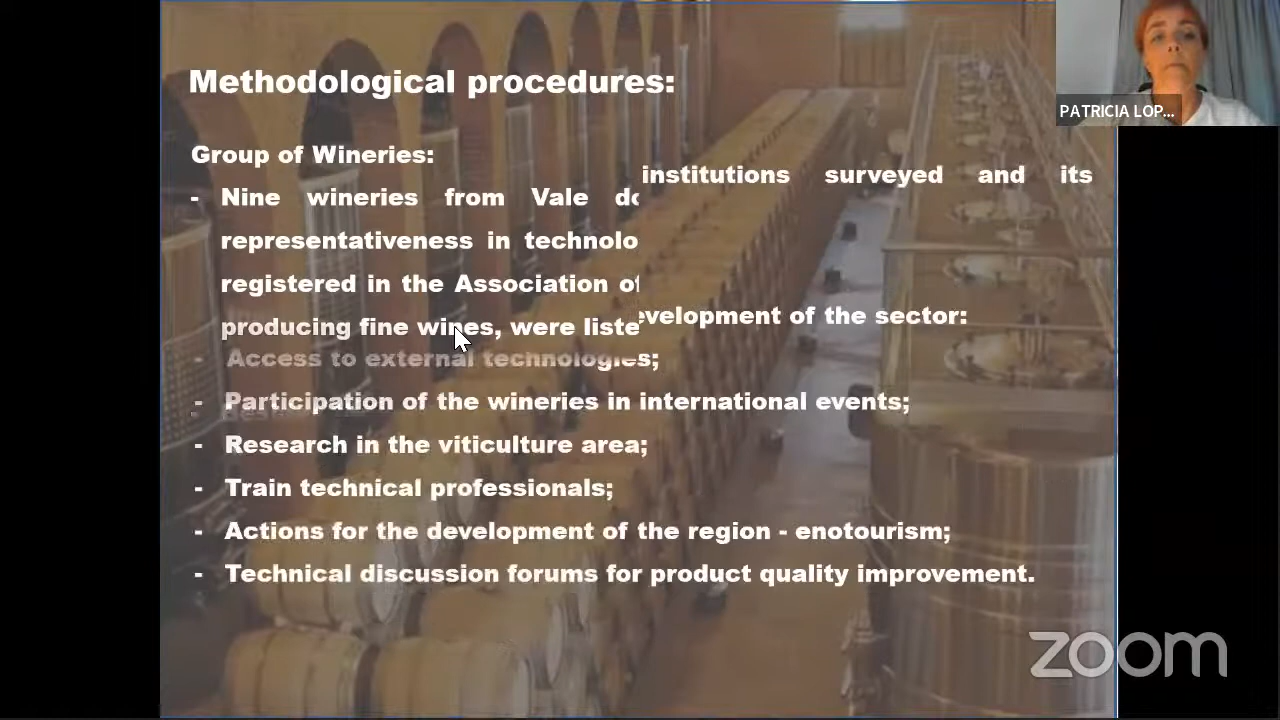 Methodological procedures:
Group of Wineries:
institutions surveyed and its
- Nine wineries from Vale do
representativeness in technolo
registered in the Association of
evelopment of the sector:
producing fine wines, were liste
- Access to external technologies;
- Participation of the wineries in international events;
- Research in the viticulture area;
- Train technical professionals;
- Actions for the development of the region - enotourism;
- Technical discussion forums for product quality improvement.
PATRICIA LOP...
zoom